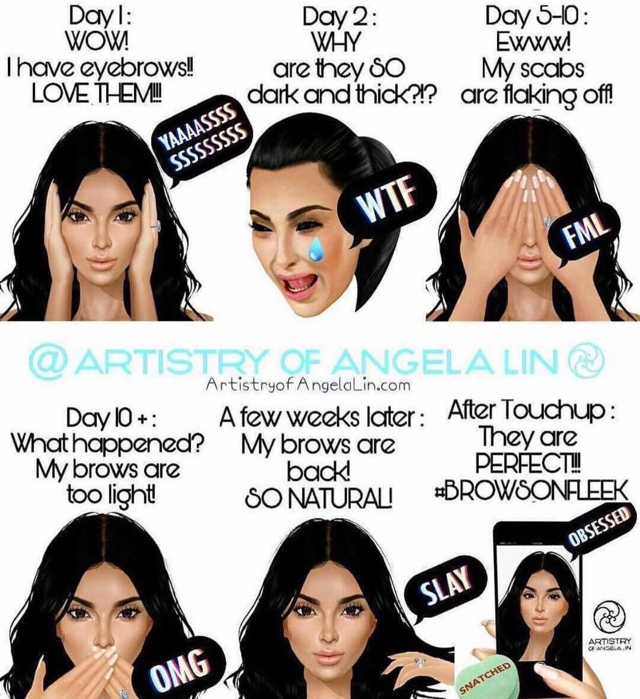 Day 1:
WOW!
I have eyebrows!!
LOVE THEM!!!
YAAAASSSS
SSSSSSSSS
Day 2:
WHY
are they SO
dark and thick?!?
WTF
Day 5-10:
Ewww!
My scabs
are flaking off!
FML
@ ARTISTRY OF ANGELA LIN
ArtistryofAngelaLin.com
Day 10 +:
What happened?
My brows are
too light!
OMG
A few weeks later:
My brows are
back!
SO NATURAL!
SLAY
After Touchup:
They are
PERFECT!!!
#BROWSONFLEEK
OBSESSED
SNATCHED
ARTISTRY
OF ANGELA LIN